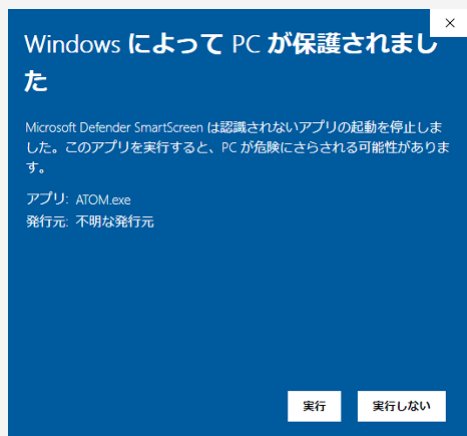 Windows によって PC が保護されまし
た
Microsoft Defender SmartScreen は認識されないアプリの起動を停止しま
した。このアプリを実行すると、PC が危険にさらされる可能性がありま
す。
アプリ: ATOM.exe
発行元: 不明な発行元
実行 実行しない